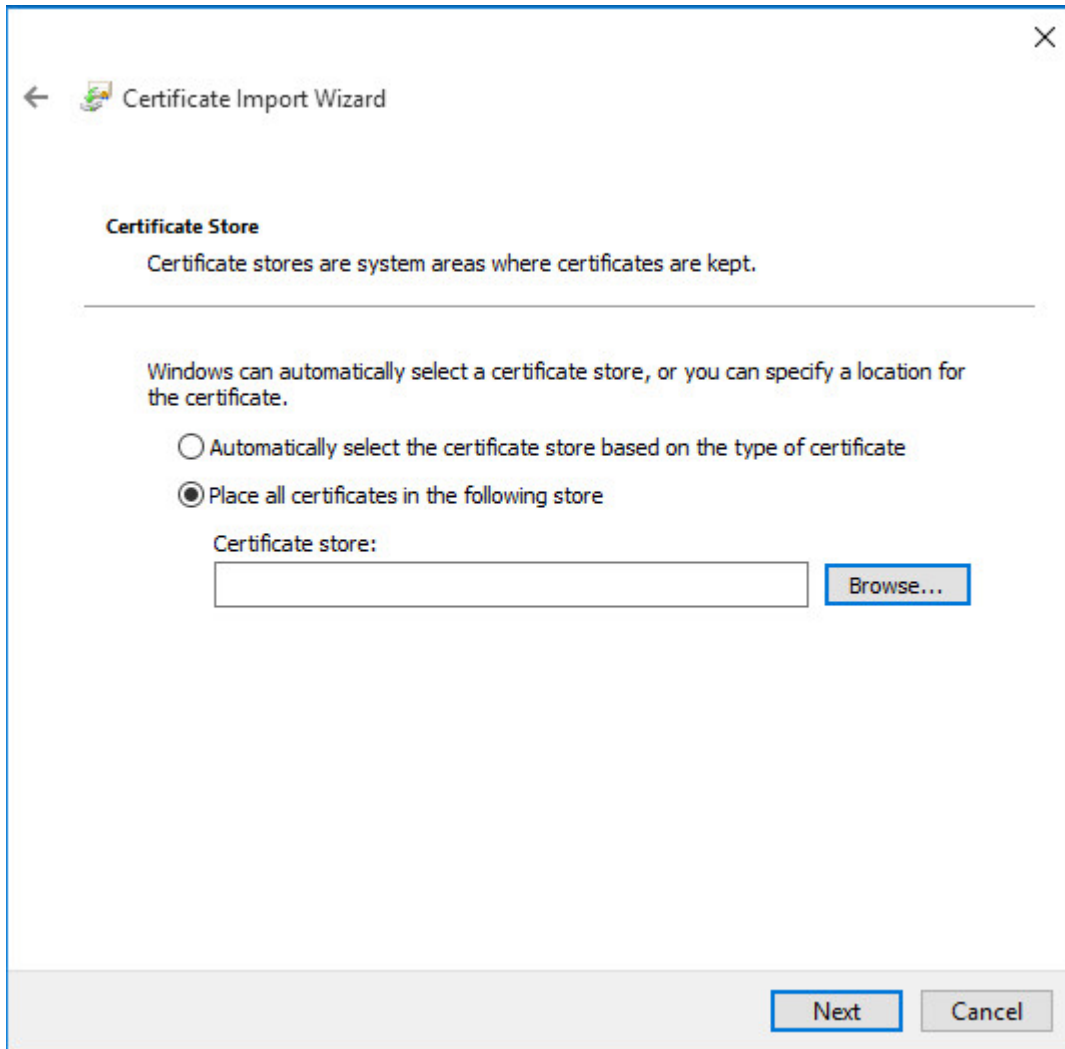 Certificate Import Wizard
Certificate Store
Certificate stores are system areas where certificates are kept.
Windows can automatically select a certificate store, or you can specify a location for
the certificate.
Automatically select the certificate store based on the type of certificate
Place all certificates in the following store
Certificate store:
Browse...
Next
Cancel